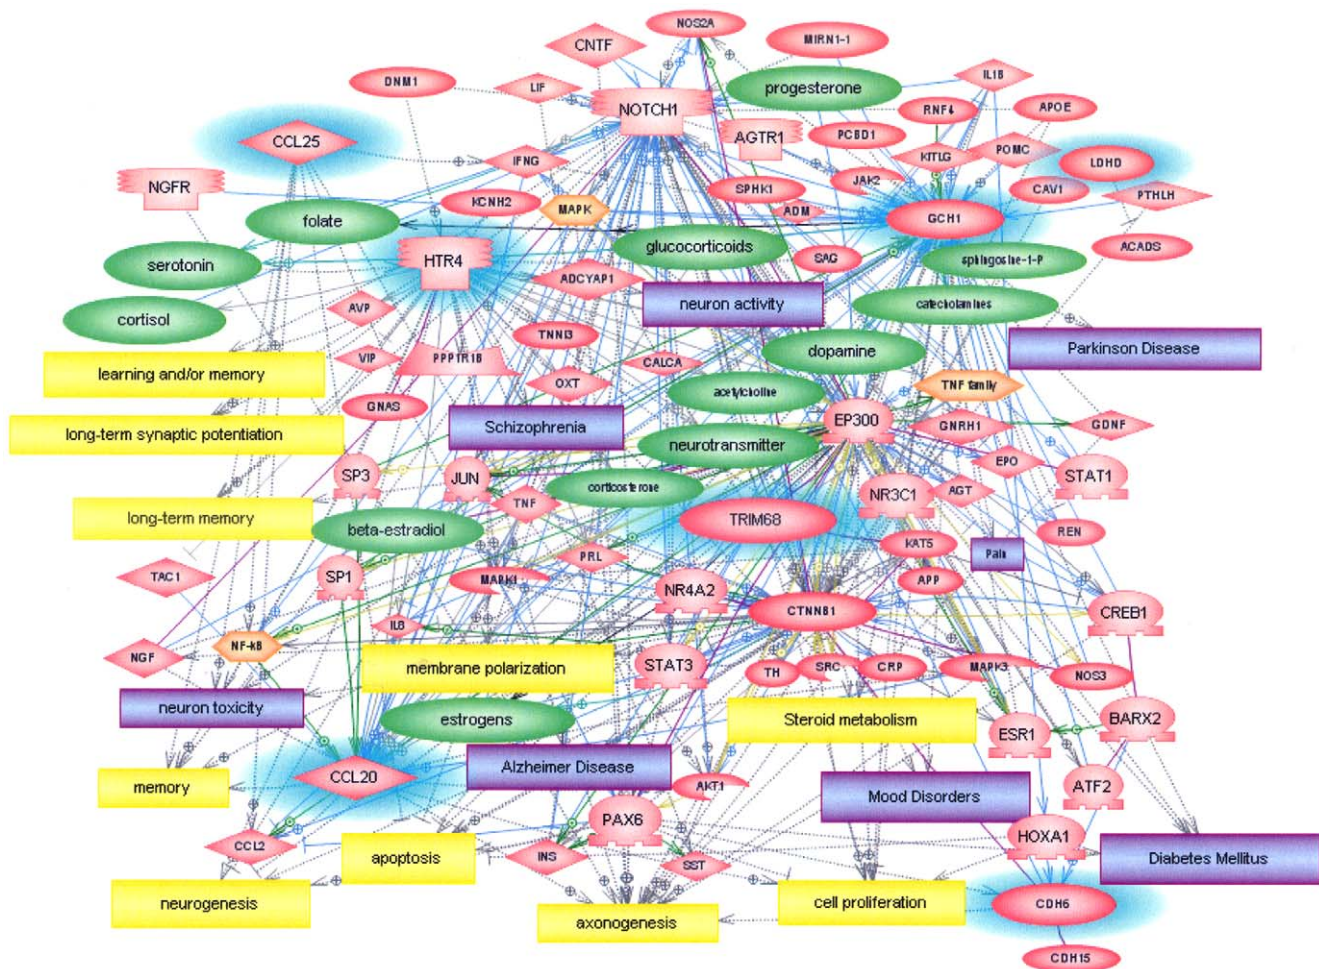 NOS2A
MIRN1-1
CNTF
IL1B
DNM1
LIF
progesterone
NOTCH1
RNF4
APOE
CCL25
AGTR1
PCBD1
IFNG
KITLG
POMC
LDHD
NGFR
SPHK1
JAK2
CAV1
PTHLH
KCNH2
MAPK
ADM
GCH1
folate
glucocorticoids
ACADS
serotonin
HTR4
SAG
sphingosine-1-P
ADCYAP1
neuron activity
catecholamines
cortisol
AVP
TNNI3
Parkinson Disease
dopamine
learning and/or memory
VIP
PPP1R1B
CALCA
OXT
acetylcholine
TNF family
GNAS
EP300
GNRH1
GDNF
long-term synaptic potentiation
Schizophrenia
neurotransmitter
EPO
SP3
JUN
STAT1
corticosterone
NR3C1
AGT
long-term memory
TNF
beta-estradiol
TRIM68
REN
KAT5
Pain
PRL
TAC1
SP1
MAPK1
NR4A2
APP
CTNNB1
CREB1
IL8
NF-kB
NGF
membrane polarization
STAT3
TH
SRC
CRP
MAPK3
NOS3
neuron toxicity
estrogens
Steroid metabolism
BARX2
ESR1
CCL20
Alzheimer Disease
memory
AKT1
Mood Disorders
ATF2
PAX6
HOXA1
CCL2
apoptosis
INS
SST
Diabetes Mellitus
neurogenesis
cell proliferation
CDH6
axonogenesis
CDH15